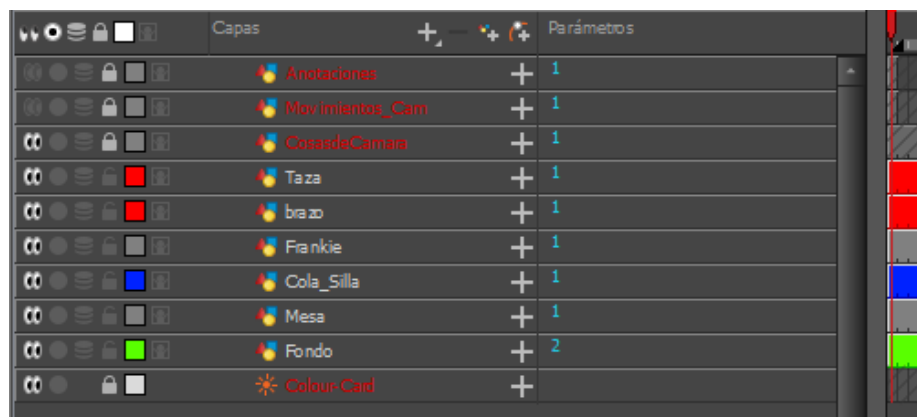 Capas Parámetros
Anotaciones 1
Movimientos_Cam 1
CosasdeCamara 1
Taza 1
brazo 1
Frankie 1
Cola_Silla 1
Mesa 1
Fondo 2
Colour-Card